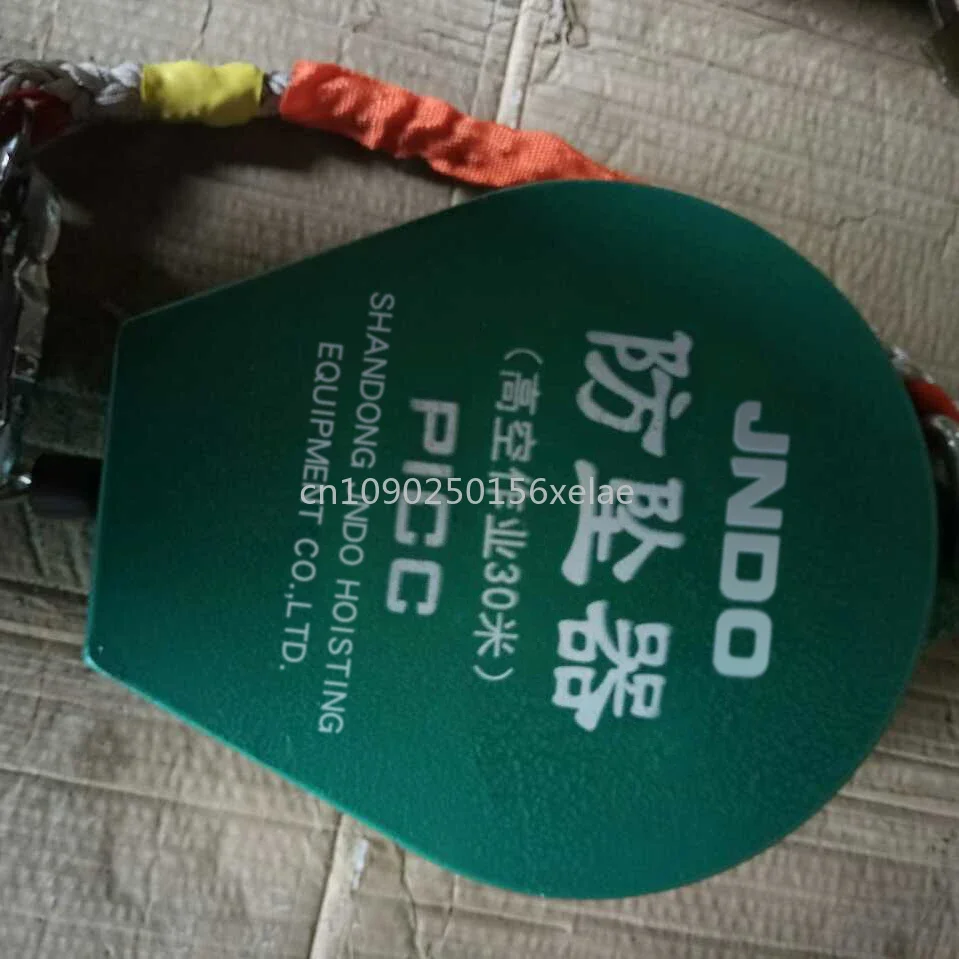 JNDO
防坠器
（高空作业30米）
PICC
SHANDONG JNDO HOISTING
EQUIPMENT CO.,LTD.
cn1090250156xelae